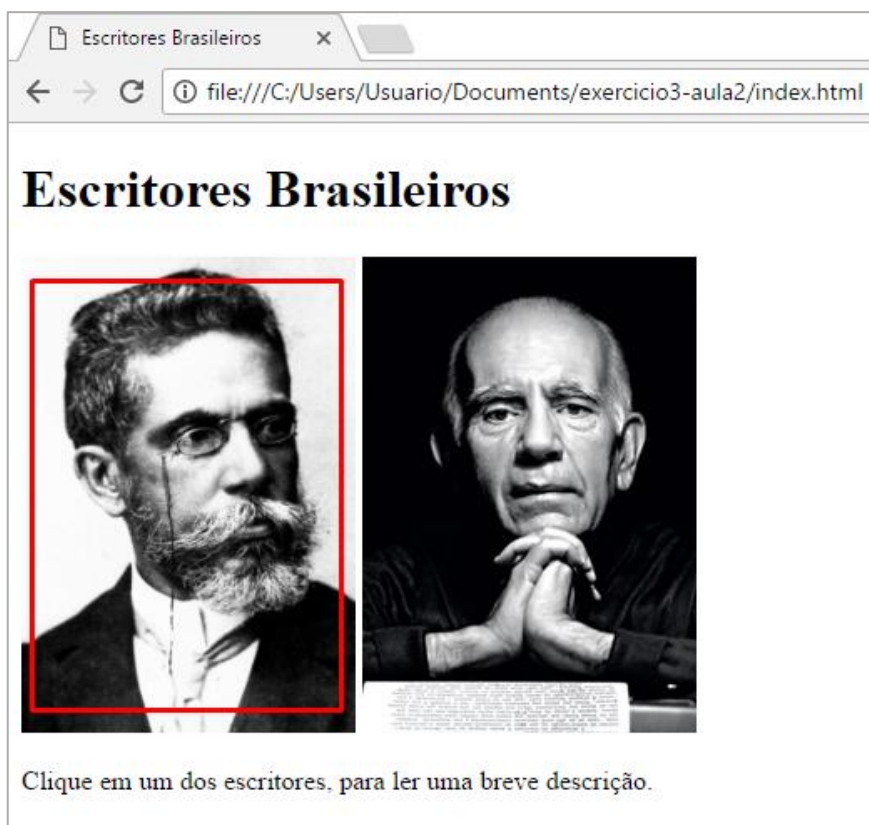 Escritores Brasileiros
file:///C:/Users/Usuario/Documents/exercicio3-aula2/index.html
Escritores Brasileiros
Clique em um dos escritores, para ler uma breve descrição.